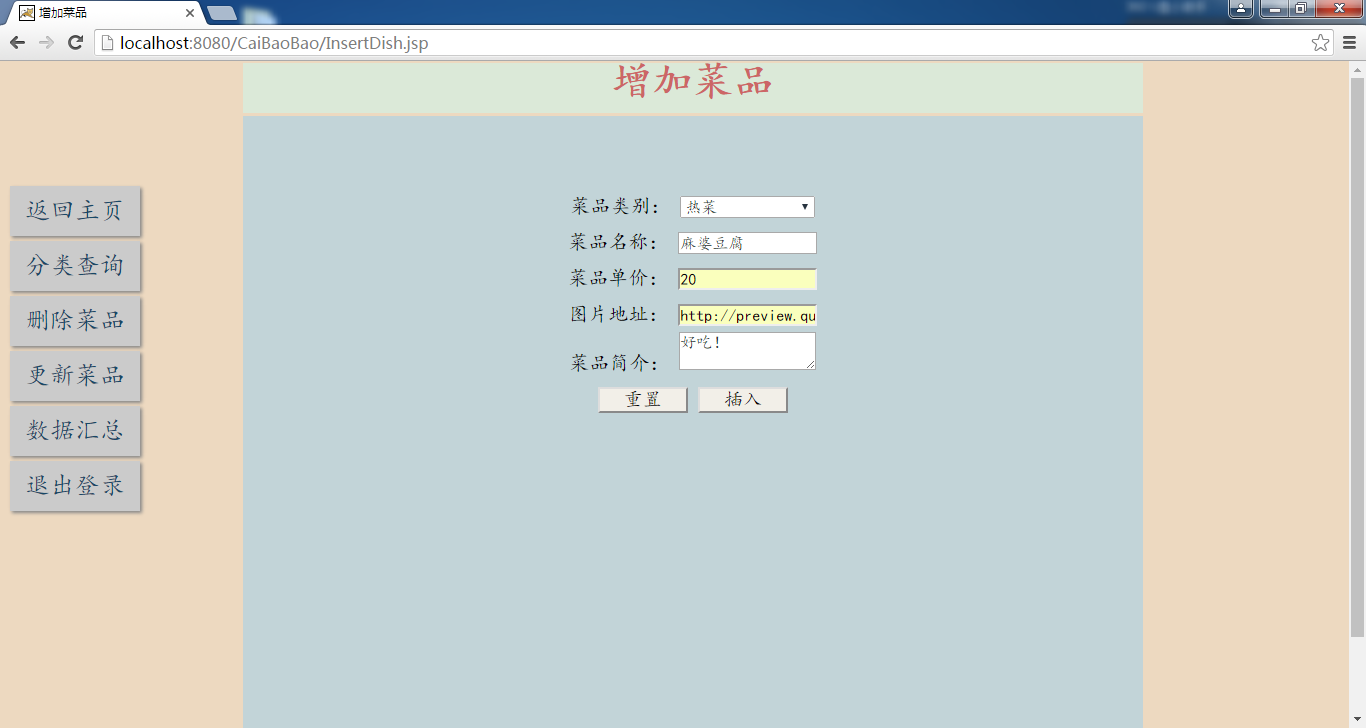 增加菜品
localhost:8080/CaiBaoBao/InsertDish.jsp
增加菜品
返回主页
分类查询
删除菜品
更新菜品
数据汇总
退出登录
菜品类别： 热菜
菜品名称： 麻婆豆腐
菜品单价： 20
图片地址： http://preview.qu
菜品简介： 好吃！
重置 插入